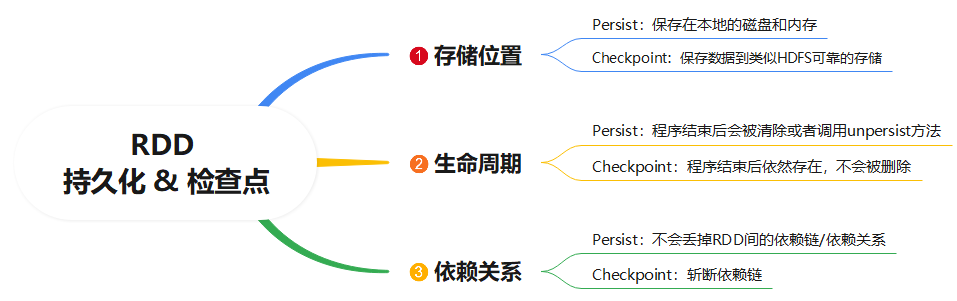 RDD
持久化 & 检查点
1 存储位置
Persist：保存在本地的磁盘和内存
Checkpoint：保存数据到类似HDFS可靠的存储
2 生命周期
Persist：程序结束后会被清除或者调用unpersist方法
Checkpoint：程序结束后依然存在，不会被删除
3 依赖关系
Persist：不会丢掉RDD间的依赖链/依赖关系
Checkpoint：斩断依赖链